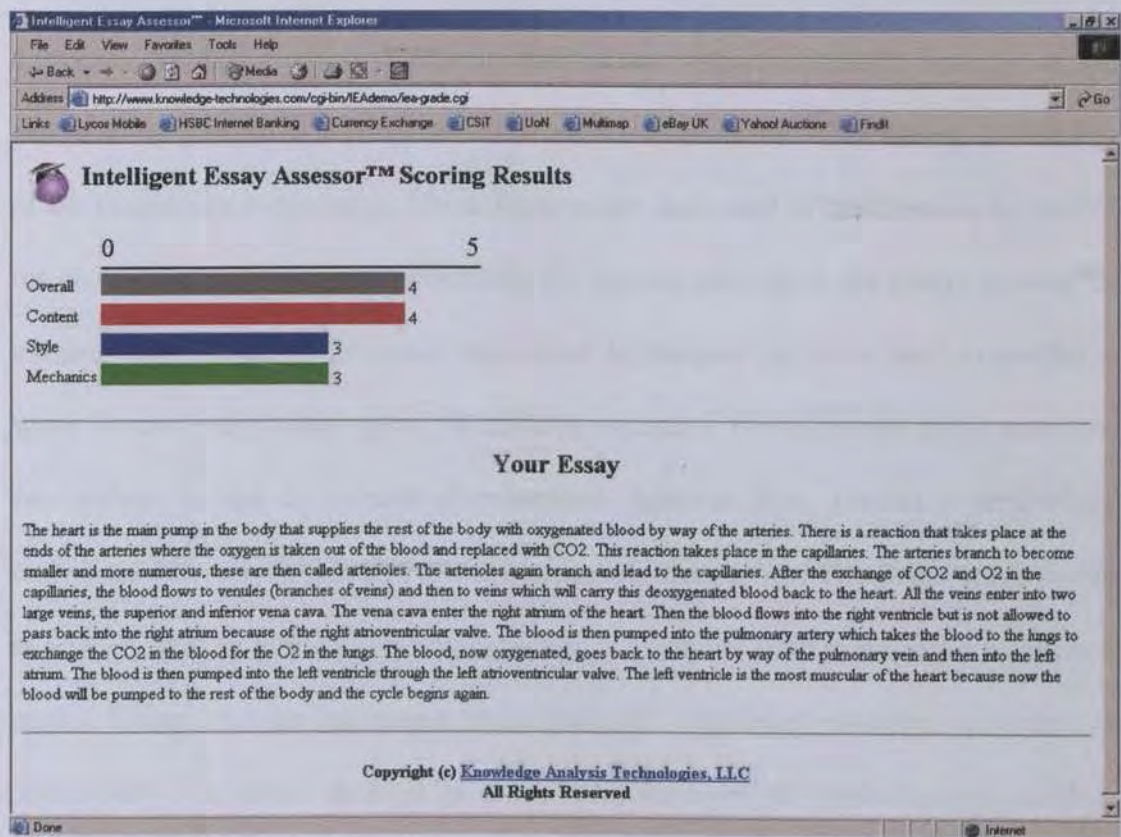 Intelligent Essay Assessor™ - Microsoft Internet Explorer
File Edit View Favorites Tools Help
Back Media
Address http://www.knowledge-technologies.com/cgi-bin/IEAdemo/iea-grade.cgi Go
Links Lycos Mobile HSBC Internet Banking Currency Exchange CSiT UoN Multimap eBay UK Yahoo! Auctions FindIt
Intelligent Essay Assessor™ Scoring Results
0 5
Overall 4
Content 4
Style 3
Mechanics 3
Your Essay
The heart is the main pump in the body that supplies the rest of the body with oxygenated blood by way of the arteries. There is a reaction that takes place at the
ends of the arteries where the oxygen is taken out of the blood and replaced with CO2. This reaction takes place in the capillaries. The arteries branch to become
smaller and more numerous, these are then called arterioles. The arterioles again branch and lead to the capillaries. After the exchange of CO2 and O2 in the
capillaries, the blood flows to venules (branches of veins) and then to veins which will carry this deoxygenated blood back to the heart. All the veins enter into two
large veins, the superior and inferior vena cava. The vena cava enter the right atrium of the heart. Then the blood flows into the right ventricle but is not allowed to
pass back into the right atrium because of the right atrioventricular valve. The blood is then pumped into the pulmonary artery which takes the blood to the lungs to
exchange the CO2 in the blood for the O2 in the lungs. The blood, now oxygenated, goes back to the heart by way of the pulmonary vein and then into the left
atrium. The blood is then pumped into the left ventricle through the left atrioventricular valve. The left ventricle is the most muscular of the heart because now the
blood will be pumped to the rest of the body and the cycle begins again.
Copyright (c) Knowledge Analysis Technologies, LLC
All Rights Reserved
Done Internet